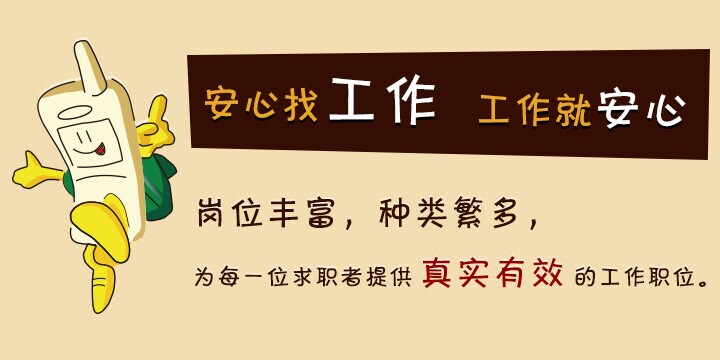 安心找工作 工作就安心
岗位丰富，种类繁多，
为每一位求职者提供 真实有效 的工作职位。